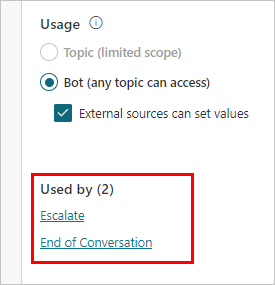 Usage
Topic (limited scope)
Bot (any topic can access)
External sources can set values
Used by (2)
Escalate
End of Conversation